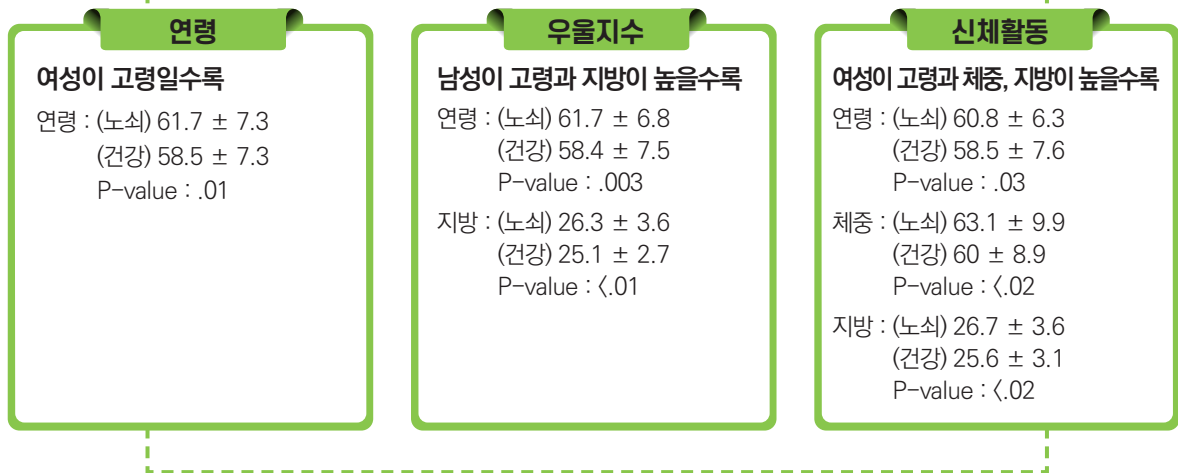 연령
여성이 고령일수록
연령 : (노쇠) 61.7 ± 7.3
(건강) 58.5 ± 7.3
P-value : .01
우울지수
남성이 고령과 지방이 높을수록
연령 : (노쇠) 61.7 ± 6.8
(건강) 58.4 ± 7.5
P-value : .003
지방 : (노쇠) 26.3 ± 3.6
(건강) 25.1 ± 2.7
P-value : 〈.01
신체활동
여성이 고령과 체중, 지방이 높을수록
연령 : (노쇠) 60.8 ± 6.3
(건강) 58.5 ± 7.6
P-value : .03
체중 : (노쇠) 63.1 ± 9.9
(건강) 60 ± 8.9
P-value : 〈.02
지방 : (노쇠) 26.7 ± 3.6
(건강) 25.6 ± 3.1
P-value : 〈.02